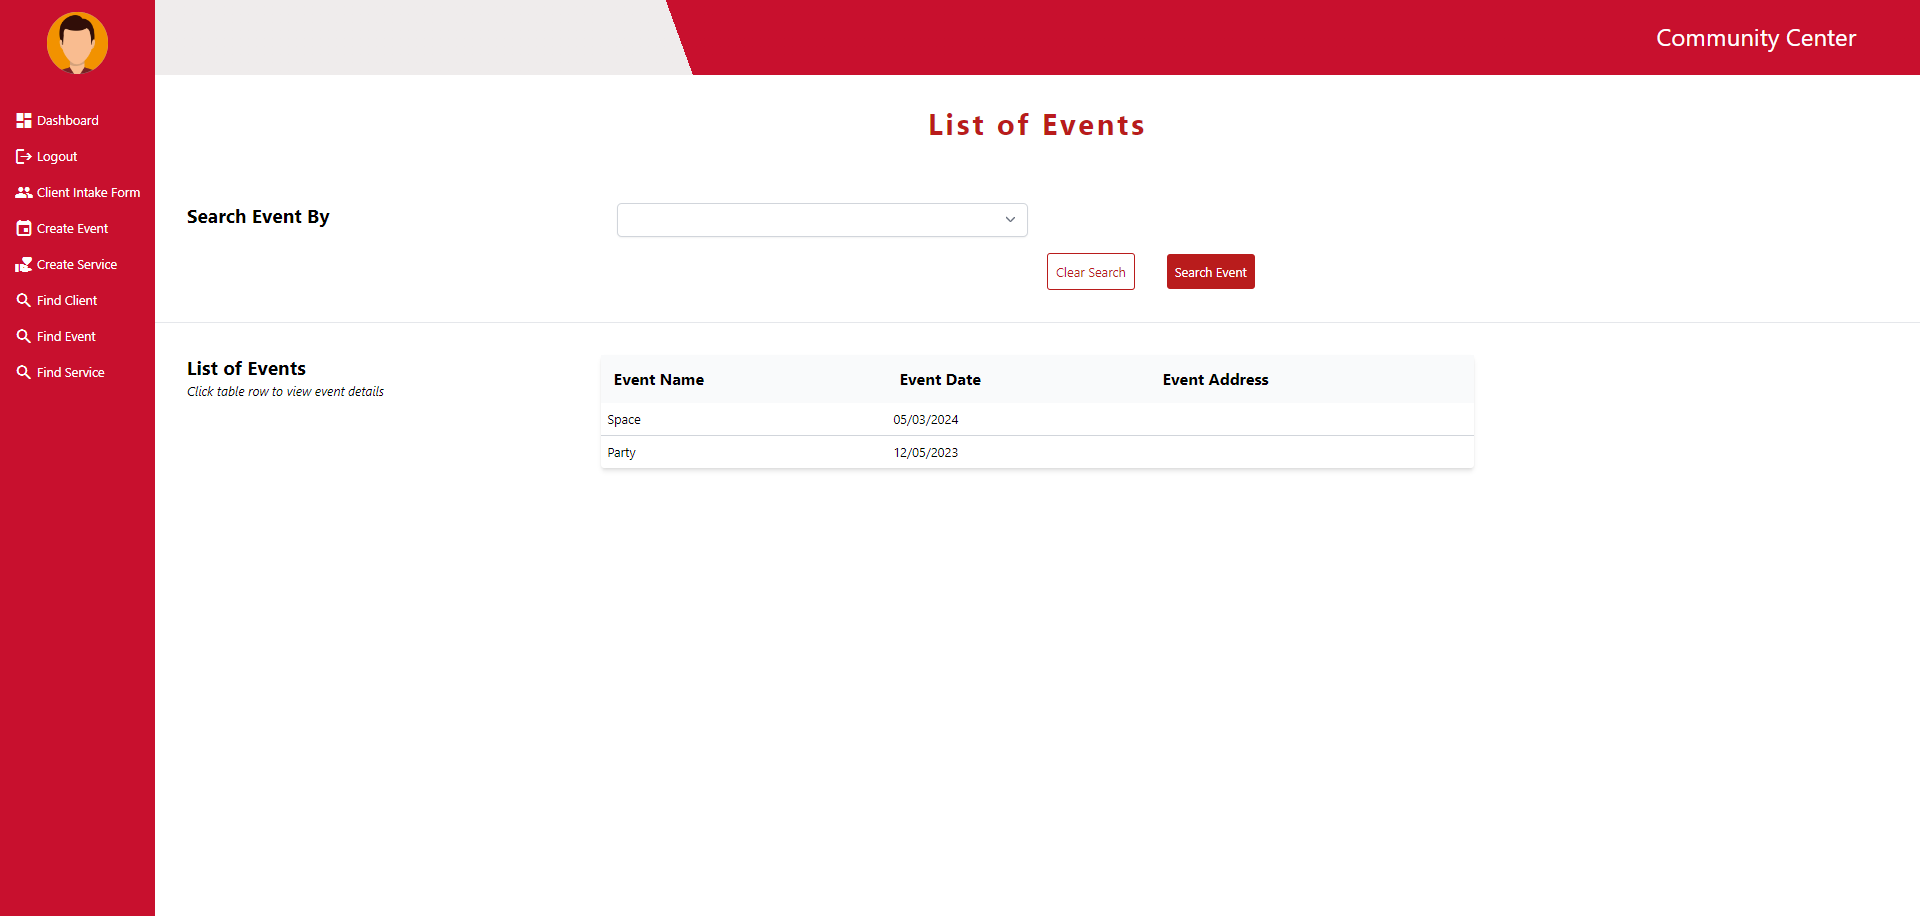 Community Center
Dashboard
Logout
Client Intake Form
Create Event
Create Service
Find Client
Find Event
Find Service
List of Events
Search Event By
Clear Search
Search Event
List of Events
Click table row to view event details
Event Name Event Date Event Address
Space 05/03/2024
Party 12/05/2023